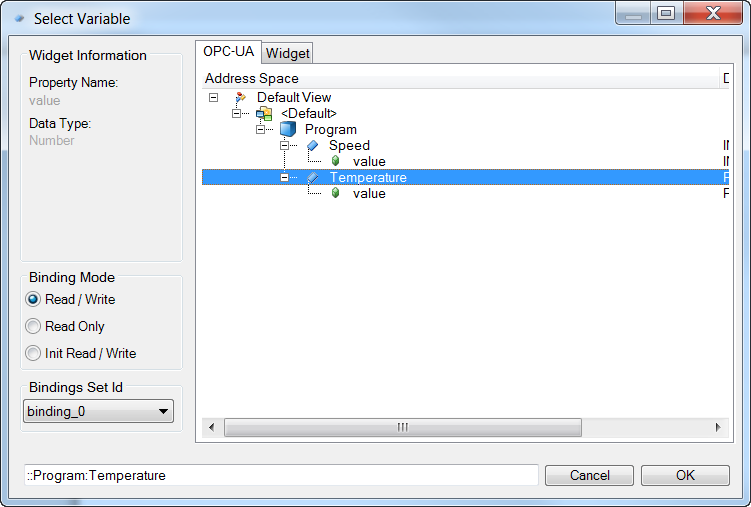 Select Variable
Widget Information
Property Name:
value
Data Type:
Number
Binding Mode
Read / Write
Read Only
Init Read / Write
Bindings Set Id
binding_0
OPC-UA Widget
Address Space D
Default View
<Default>
Program
Speed
value
Temperature
value
::Program:Temperature
Cancel OK